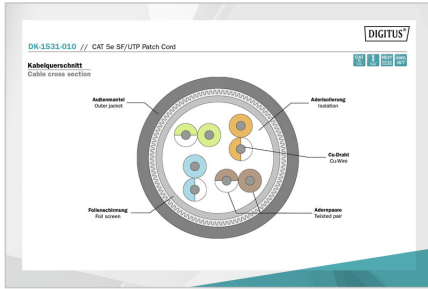 DIGITUS®
DK-1531-010 // CAT 5e SF/UTP Patch Cord
Kabelquerschnitt
Cable cross section
Außenmantel
Outer jacket
Aderisolierung
Isolation
Cu-Draht
Cu-Wire
Folienschirmung
Foil screen
Adernpaare
Twisted pair